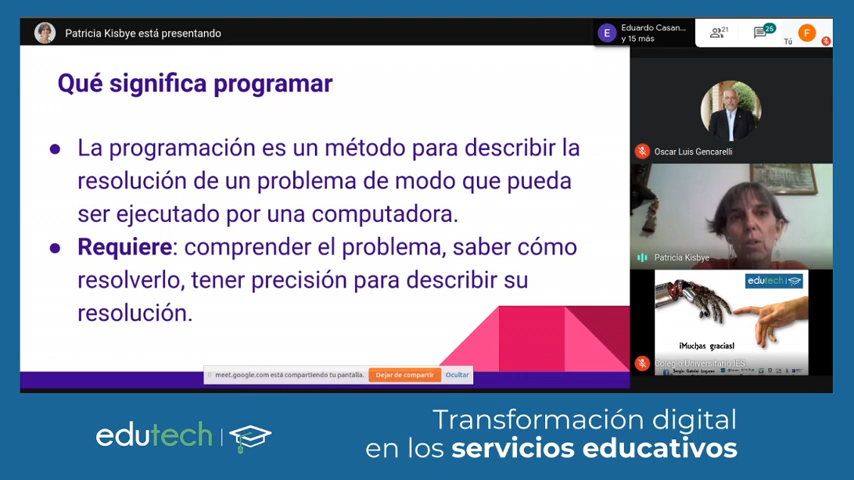 Patricia Kisbye está presentando
Eduardo Casan...
y 15 más
21
25
Tú
E
F
Qué significa programar
La programación es un método para describir la
resolución de un problema de modo que pueda
ser ejecutado por una computadora.
Requiere: comprender el problema, saber cómo
resolverlo, tener precisión para describir su
resolución.
meet.google.com está compartiendo tu pantalla.
Dejar de compartir
Ocultar
Oscar Luis Gencarelli
Patricia Kisbye
edutech
¡Muchas gracias!
Colegio Universitario IES
edutech
Transformación digital
en los servicios educativos